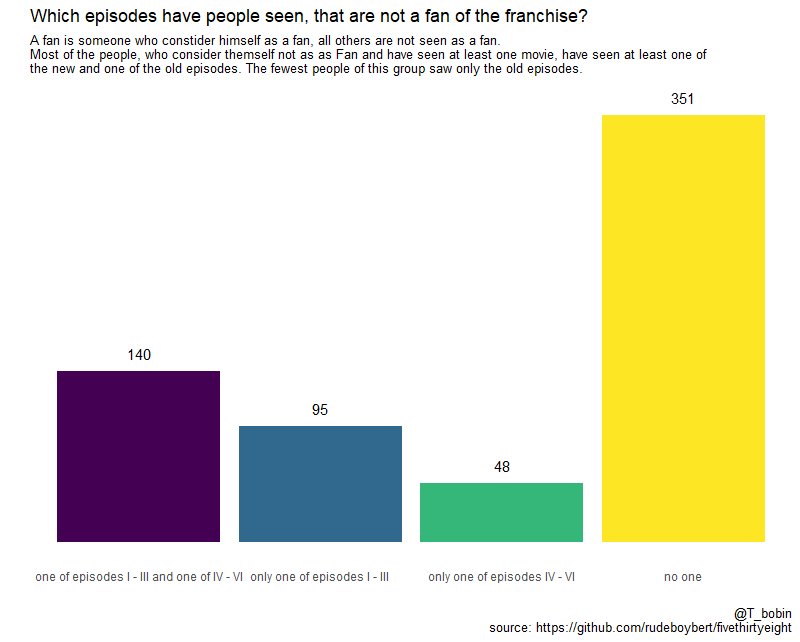 Which episodes have people seen, that are not a fan of the franchise?
A fan is someone who constider himself as a fan, all others are not seen as a fan.
Most of the people, who consider themself not as as Fan and have seen at least one movie, have seen at least one of
the new and one of the old episodes. The fewest people of this group saw only the old episodes.
351
140
95
48
one of episodes I - III and one of IV - VI only one of episodes I - III only one of episodes IV - VI no one
@T_bobin
source: https://github.com/rudeboybert/fivethirtyeight